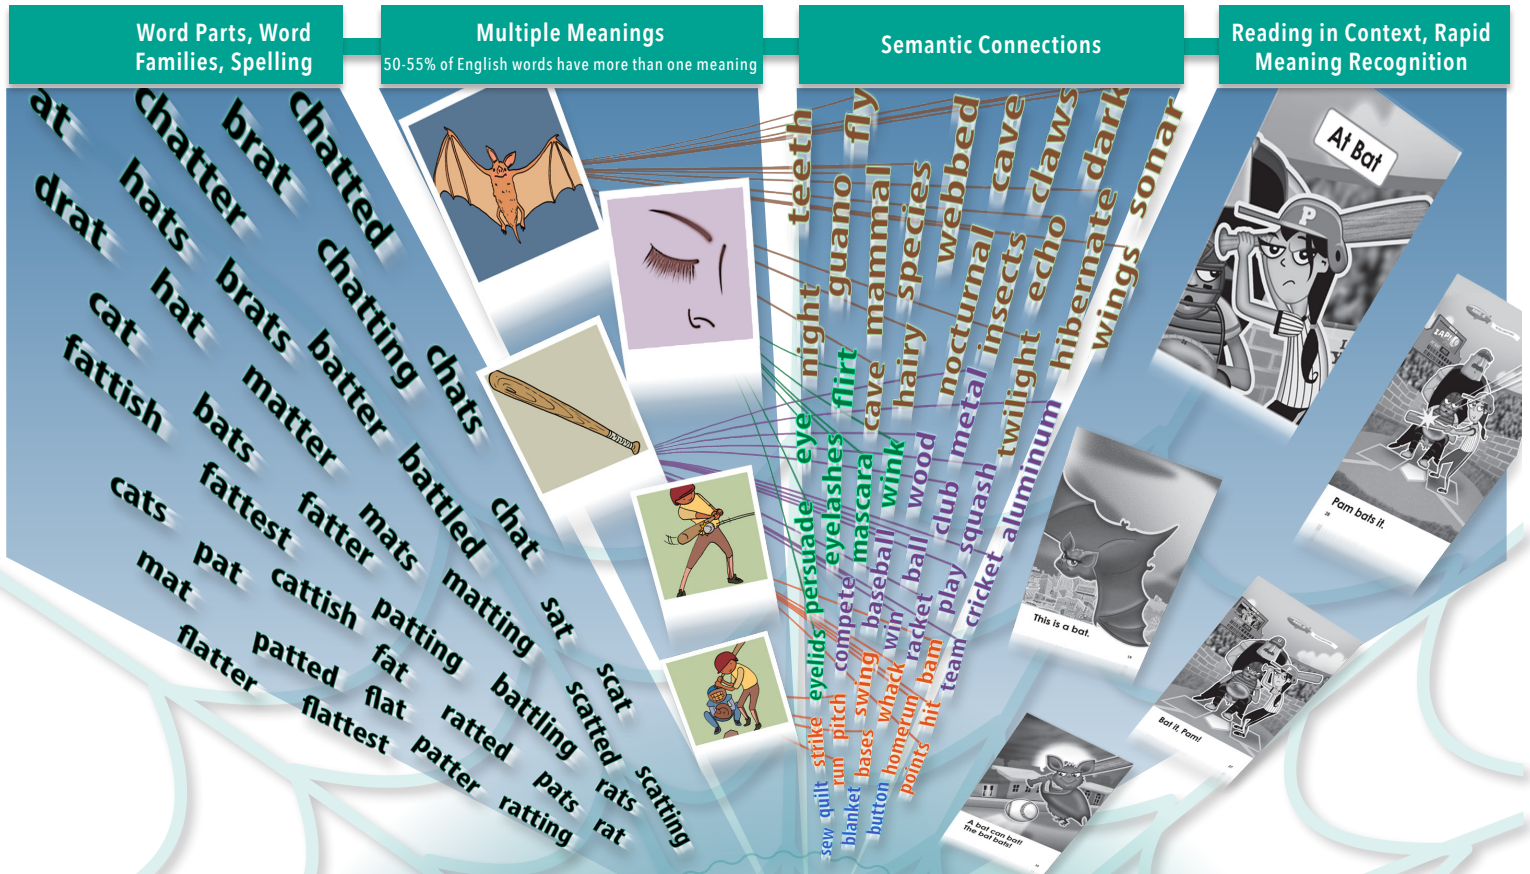 Word Parts, Word
Families, Spelling
Multiple Meanings
50-55% of English words have more than one meaning
Semantic Connections
Reading in Context, Rapid
Meaning Recognition
at
chatter
brat
chatted
drat
hats
brats
chatting
cat
hat
batter
chats
fattish
bats
matter
battled
cats
fattest
fatter
mats
chat
mat
pat
cattish
patting
matting
sat
flatter
patted
fat
battling
scatted
scat
flattest
flat
ratted
pats
rats
scatting
patter
ratting
rat
teeth
fly
webbed
cave
claws
dark
sonar
night
guano
mammal
species
nocturnal
insects
echo
hibernate
wings
flirt
cave
hairy
metal
twilight
aluminum
eye
eyelashes
mascara
wink
wood
club
squash
persuade
compete
baseball
win
racket
ball
play
cricket
team
eyelids
pitch
swing
whack
homerun
hit
bam
strike
run
bases
points
sew
quilt
blanket
button
At Bat
P
ZAPIT
Pam bats it.
This is a bat.
Bat it, Pam!
A bat can bat!
The bat bats!